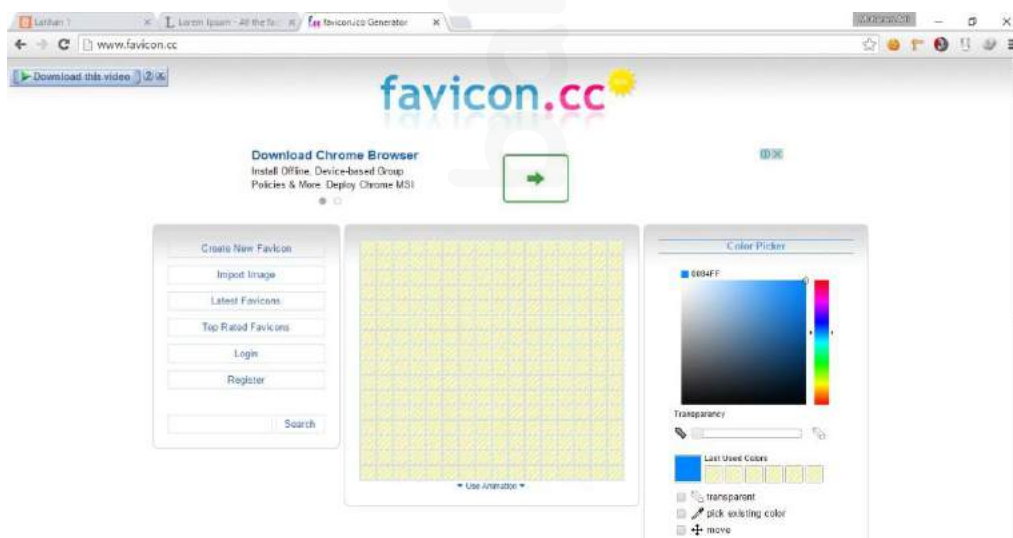 Latihan 1
Lorem Ipsum - All the fac
favicon.ico Generator
www.favicon.cc
Download this video
favicon.cc
Download Chrome Browser
Install Offline, Device-based Group
Policies & More. Deploy Chrome MSI
Create New Favicon
Import Image
Latest Favicons
Top Rated Favicons
Login
Register
Search
Use Animation
Color Picker
0084FF
Transparency
Last Used Colors
transparent
pick existing color
move